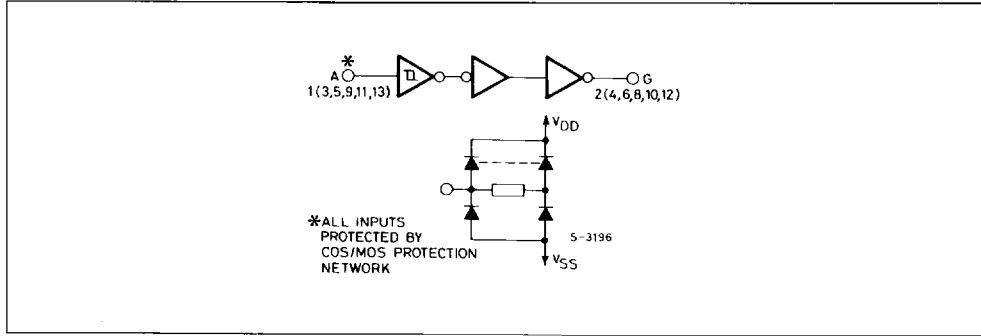 *
A G
1(3,5,9,11,13) 2(4,6,8,10,12)
VDD
*ALL INPUTS
PROTECTED BY
COS/MOS PROTECTION
NETWORK
S-3196
VSS